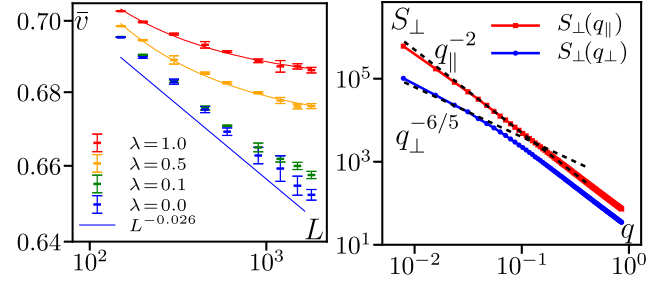 v̄
0.70
0.68
0.66
0.64
λ=1.0
λ=0.5
λ=0.1
λ=0.0
L^{-0.026}
L
10^2
10^3
S_⊥
q_∥^{-2}
S_⊥(q_∥)
S_⊥(q_⊥)
q_⊥^{-6/5}
10^5
10^3
10^1
q
10^{-2}
10^{-1}
10^0